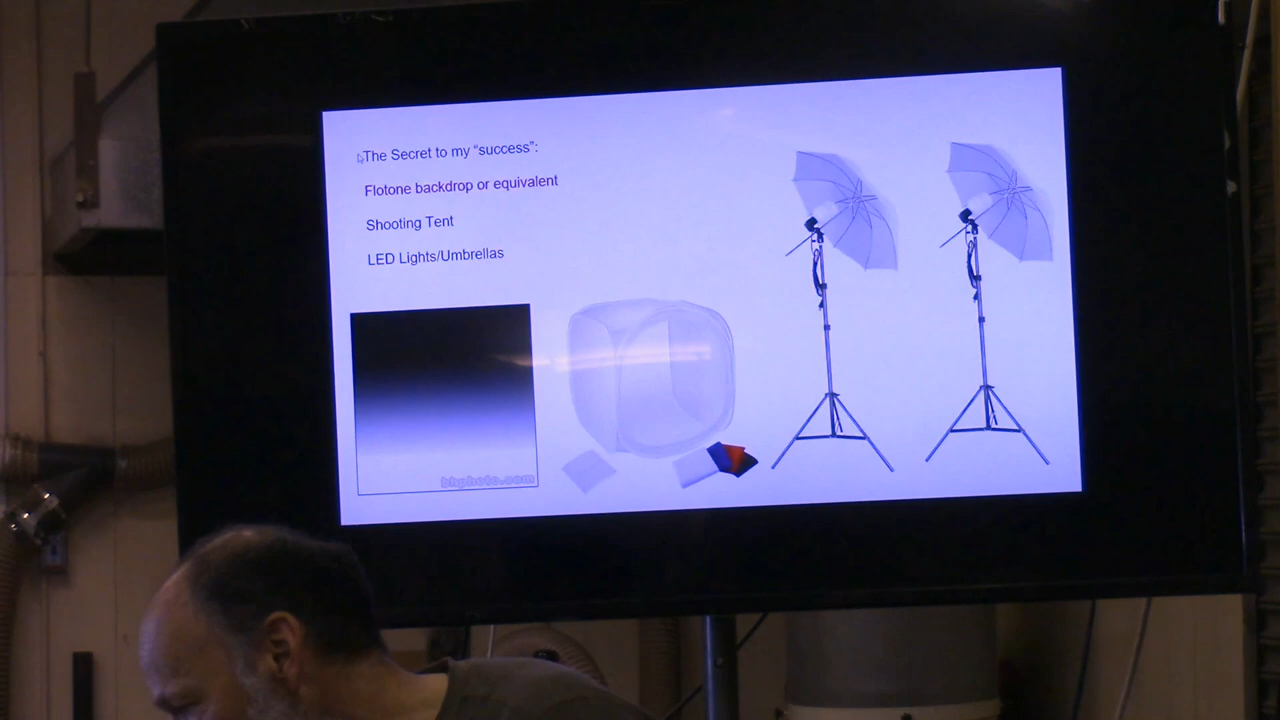 The Secret to my “success”:
Flotone backdrop or equivalent
Shooting Tent
LED Lights/Umbrellas
bhphoto.com